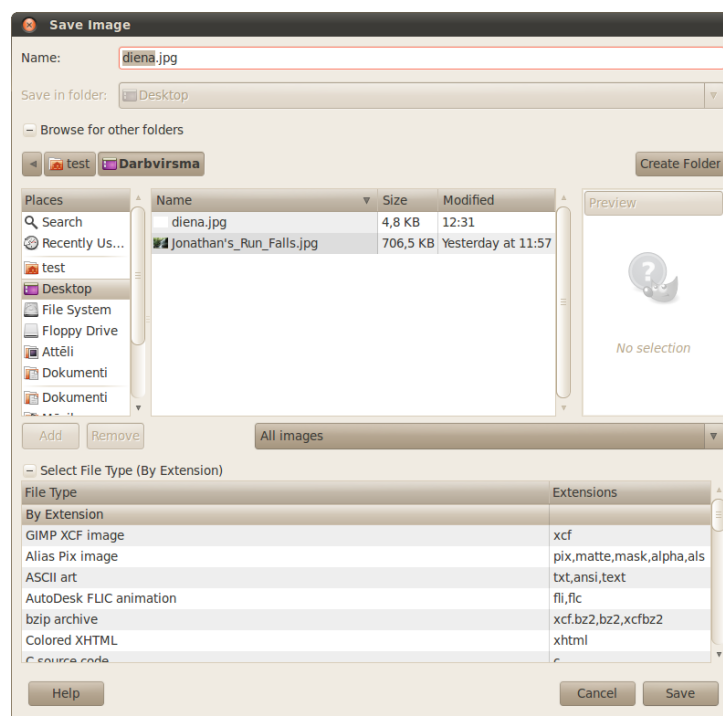 Save Image
Name: diena.jpg
Save in folder: Desktop
Browse for other folders
test Darbvirsma Create Folder
Places Name Size Modified Preview
Search diena.jpg 4,8 KB 12:31
Recently Us... Jonathan's_Run_Falls.jpg 706,5 KB Yesterday at 11:57
test
Desktop
File System
Floppy Drive
Attēli No selection
Dokumenti
Dokumenti
Add Remove All images
Select File Type (By Extension)
File Type Extensions
By Extension
GIMP XCF image xcf
Alias Pix image pix,matte,mask,alpha,als
ASCII art txt,ansi,text
AutoDesk FLIC animation fli,flc
bzip archive xcf.bz2,bz2,xcfbz2
Colored XHTML xhtml
C source code c
Help Cancel Save